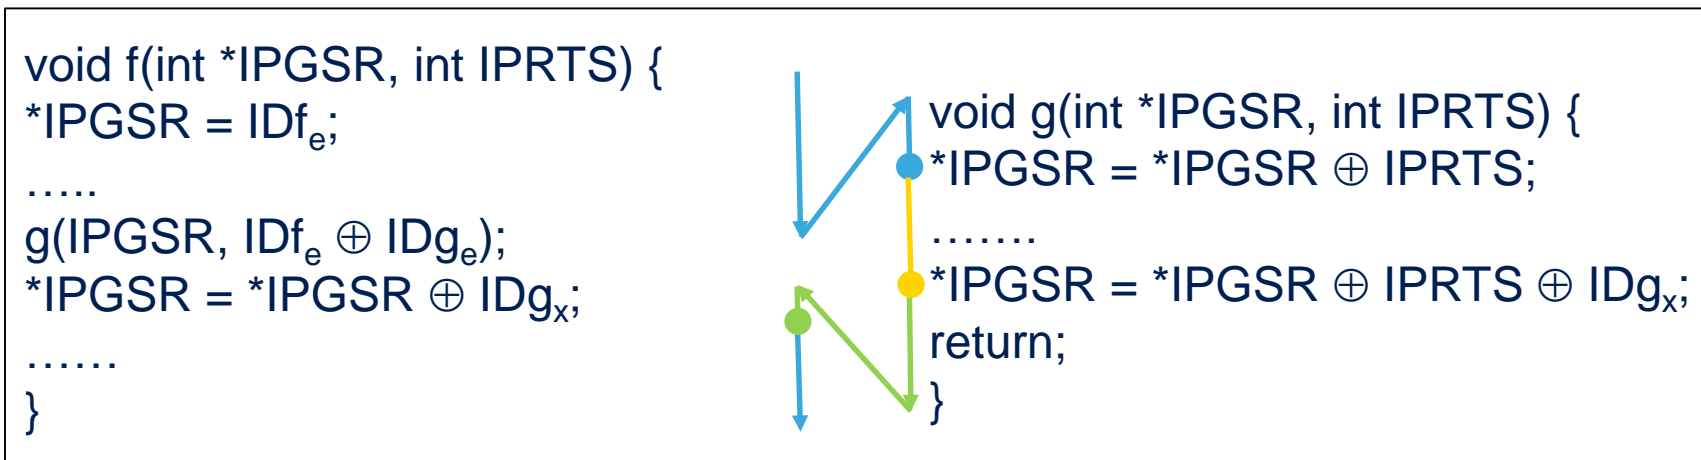 void f(int *IPGSR, int IPRTS) {
*IPGSR = IDfₑ;
…..
g(IPGSR, IDfₑ ⊕ IDgₑ);
*IPGSR = *IPGSR ⊕ IDgₓ;
……
}
void g(int *IPGSR, int IPRTS) {
*IPGSR = *IPGSR ⊕ IPRTS;
…….
*IPGSR = *IPGSR ⊕ IPRTS ⊕ IDgₓ;
return;
}